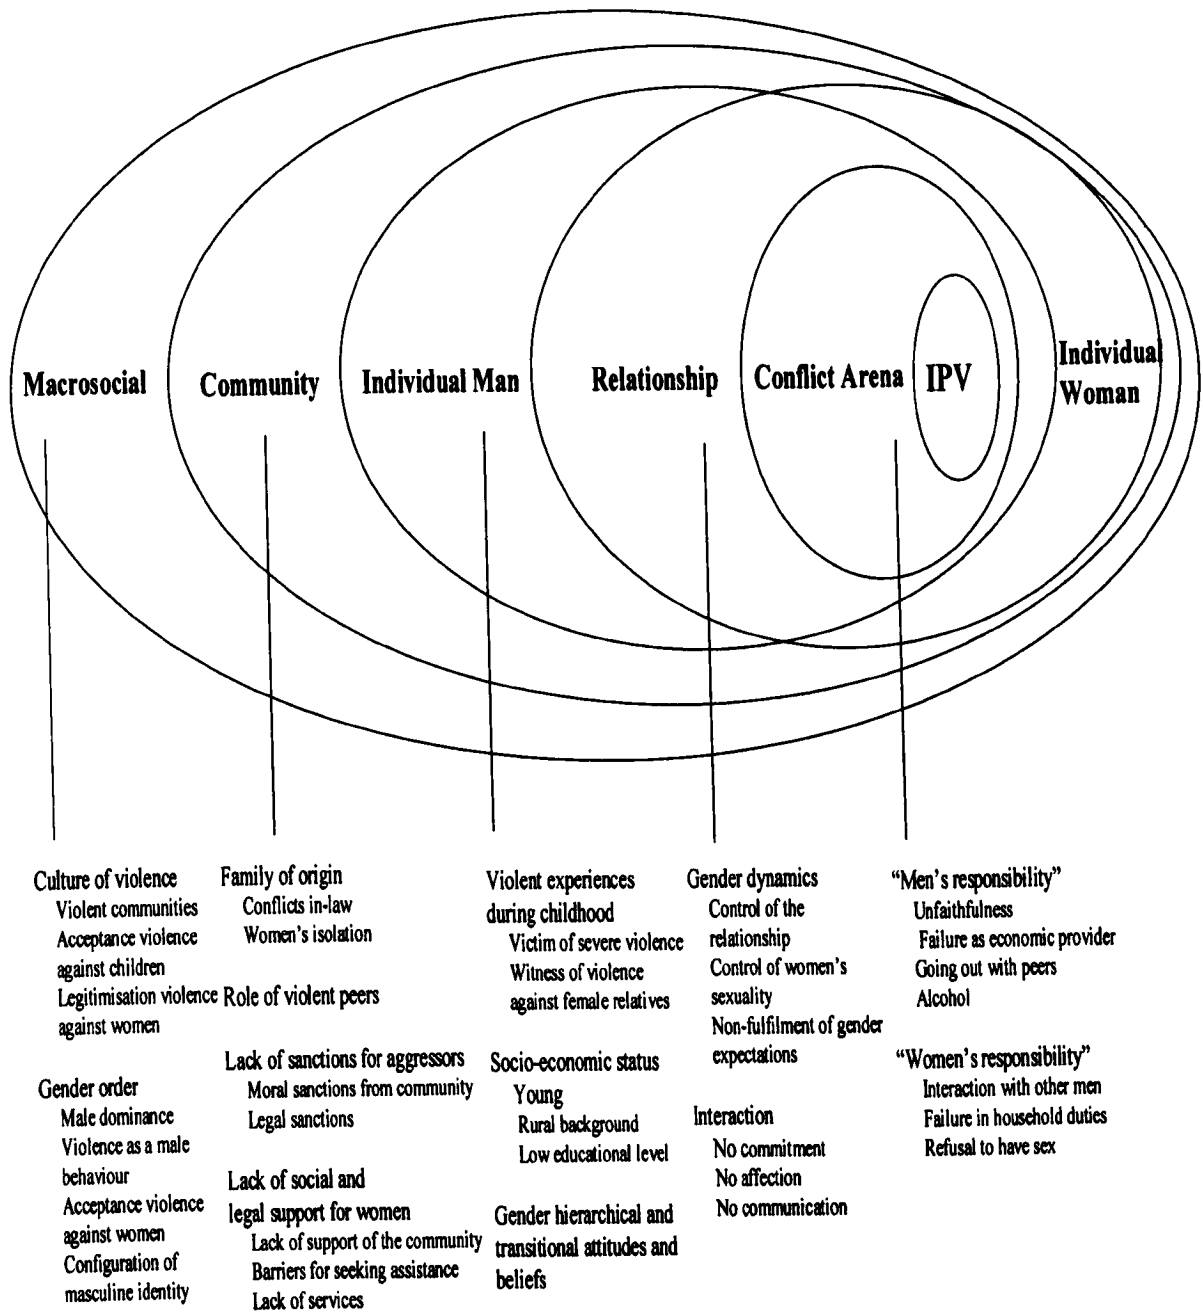 Macrosocial
Community
Individual Man
Relationship
Conflict Arena
IPV
Individual
Woman
Culture of violence
Violent communities
Acceptance violence
against children
Legitimisation violence
against women
Gender order
Male dominance
Violence as a male
behaviour
Acceptance violence
against women
Configuration of
masculine identity
Family of origin
Conflicts in-law
Women's isolation
Role of violent peers
Lack of sanctions for aggressors
Moral sanctions from community
Legal sanctions
Lack of social and
legal support for women
Lack of support of the community
Barriers for seeking assistance
Lack of services
Violent experiences
during childhood
Victim of severe violence
Witness of violence
against female relatives
Socio-economic status
Young
Rural background
Low educational level
Gender hierarchical and
transitional attitudes and
beliefs
Gender dynamics
Control of the
relationship
Control of women's
sexuality
Non-fulfilment of gender
expectations
Interaction
No commitment
No affection
No communication
“Men's responsibility”
Unfaithfulness
Failure as economic provider
Going out with peers
Alcohol
“Women's responsibility”
Interaction with other men
Failure in household duties
Refusal to have sex